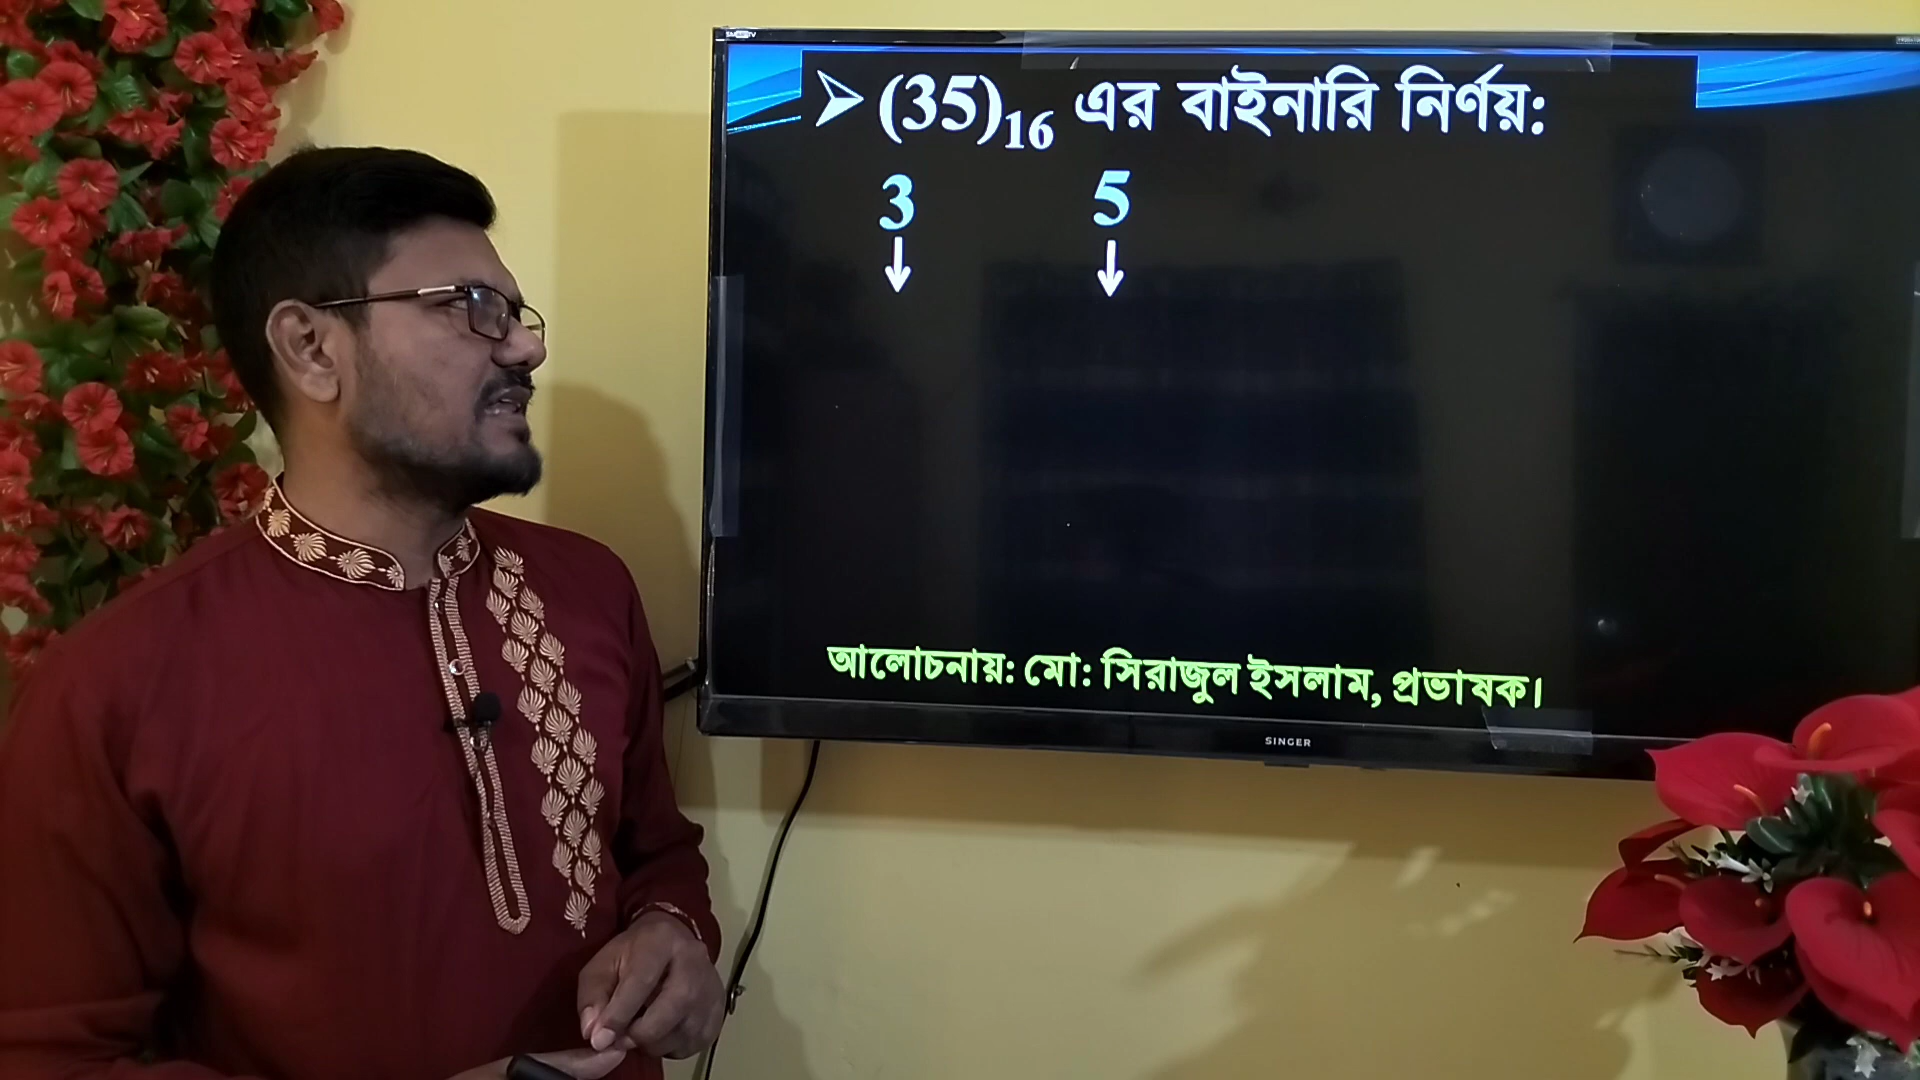 ➢ (35)₁₆ এর বাইনারি নির্ণয়:
3 5
↓ ↓
আলোচনায়: মো: সিরাজুল ইসলাম, প্রভাষক।
SINGER